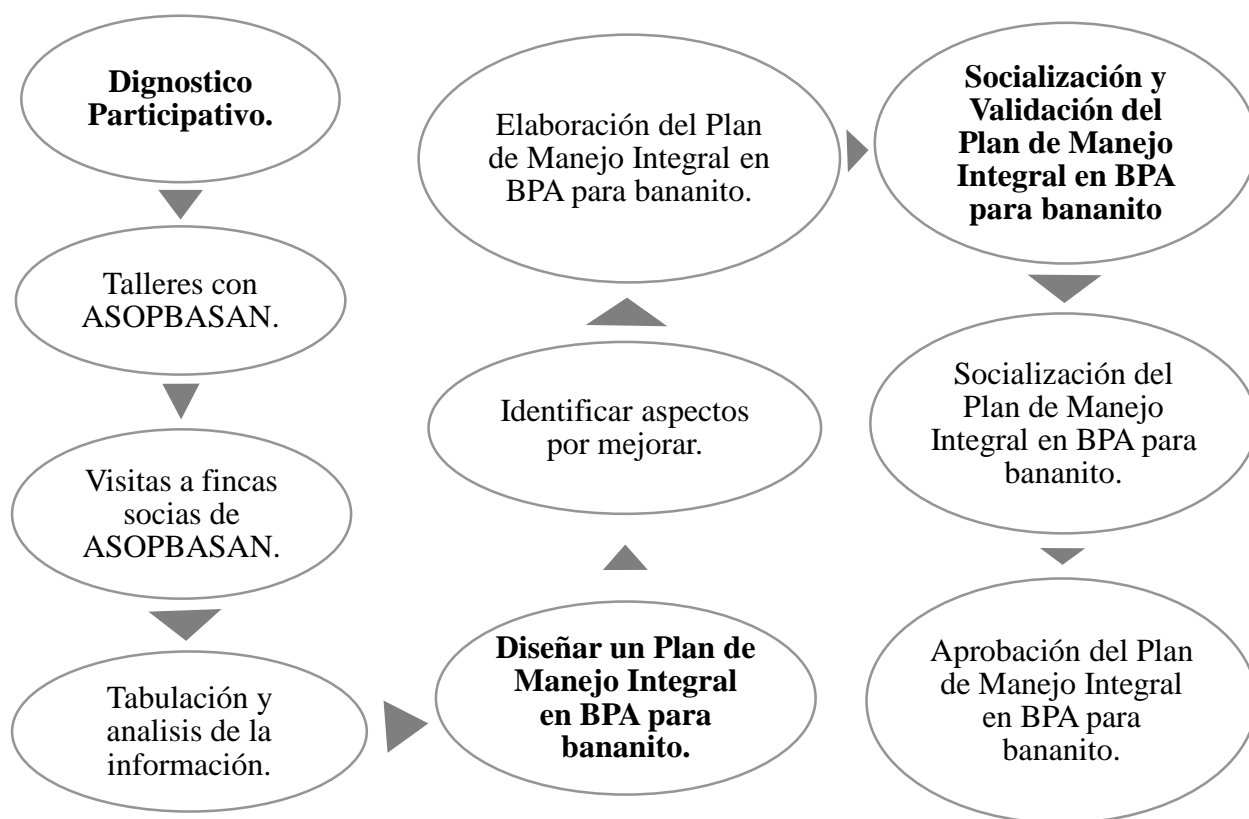 Dignostico
Participativo.
Talleres con
ASOPBASAN.
Visitas a fincas
socias de
ASOPBASAN.
Tabulación y
analisis de la
información.
Diseñar un Plan de
Manejo Integral
en BPA para
bananito.
Identificar aspectos
por mejorar.
Elaboración del Plan
de Manejo Integral en
BPA para bananito.
Socialización y
Validación del
Plan de Manejo
Integral en BPA
para bananito
Socialización del
Plan de Manejo
Integral en BPA para
bananito.
Aprobación del Plan
de Manejo Integral
en BPA para
bananito.